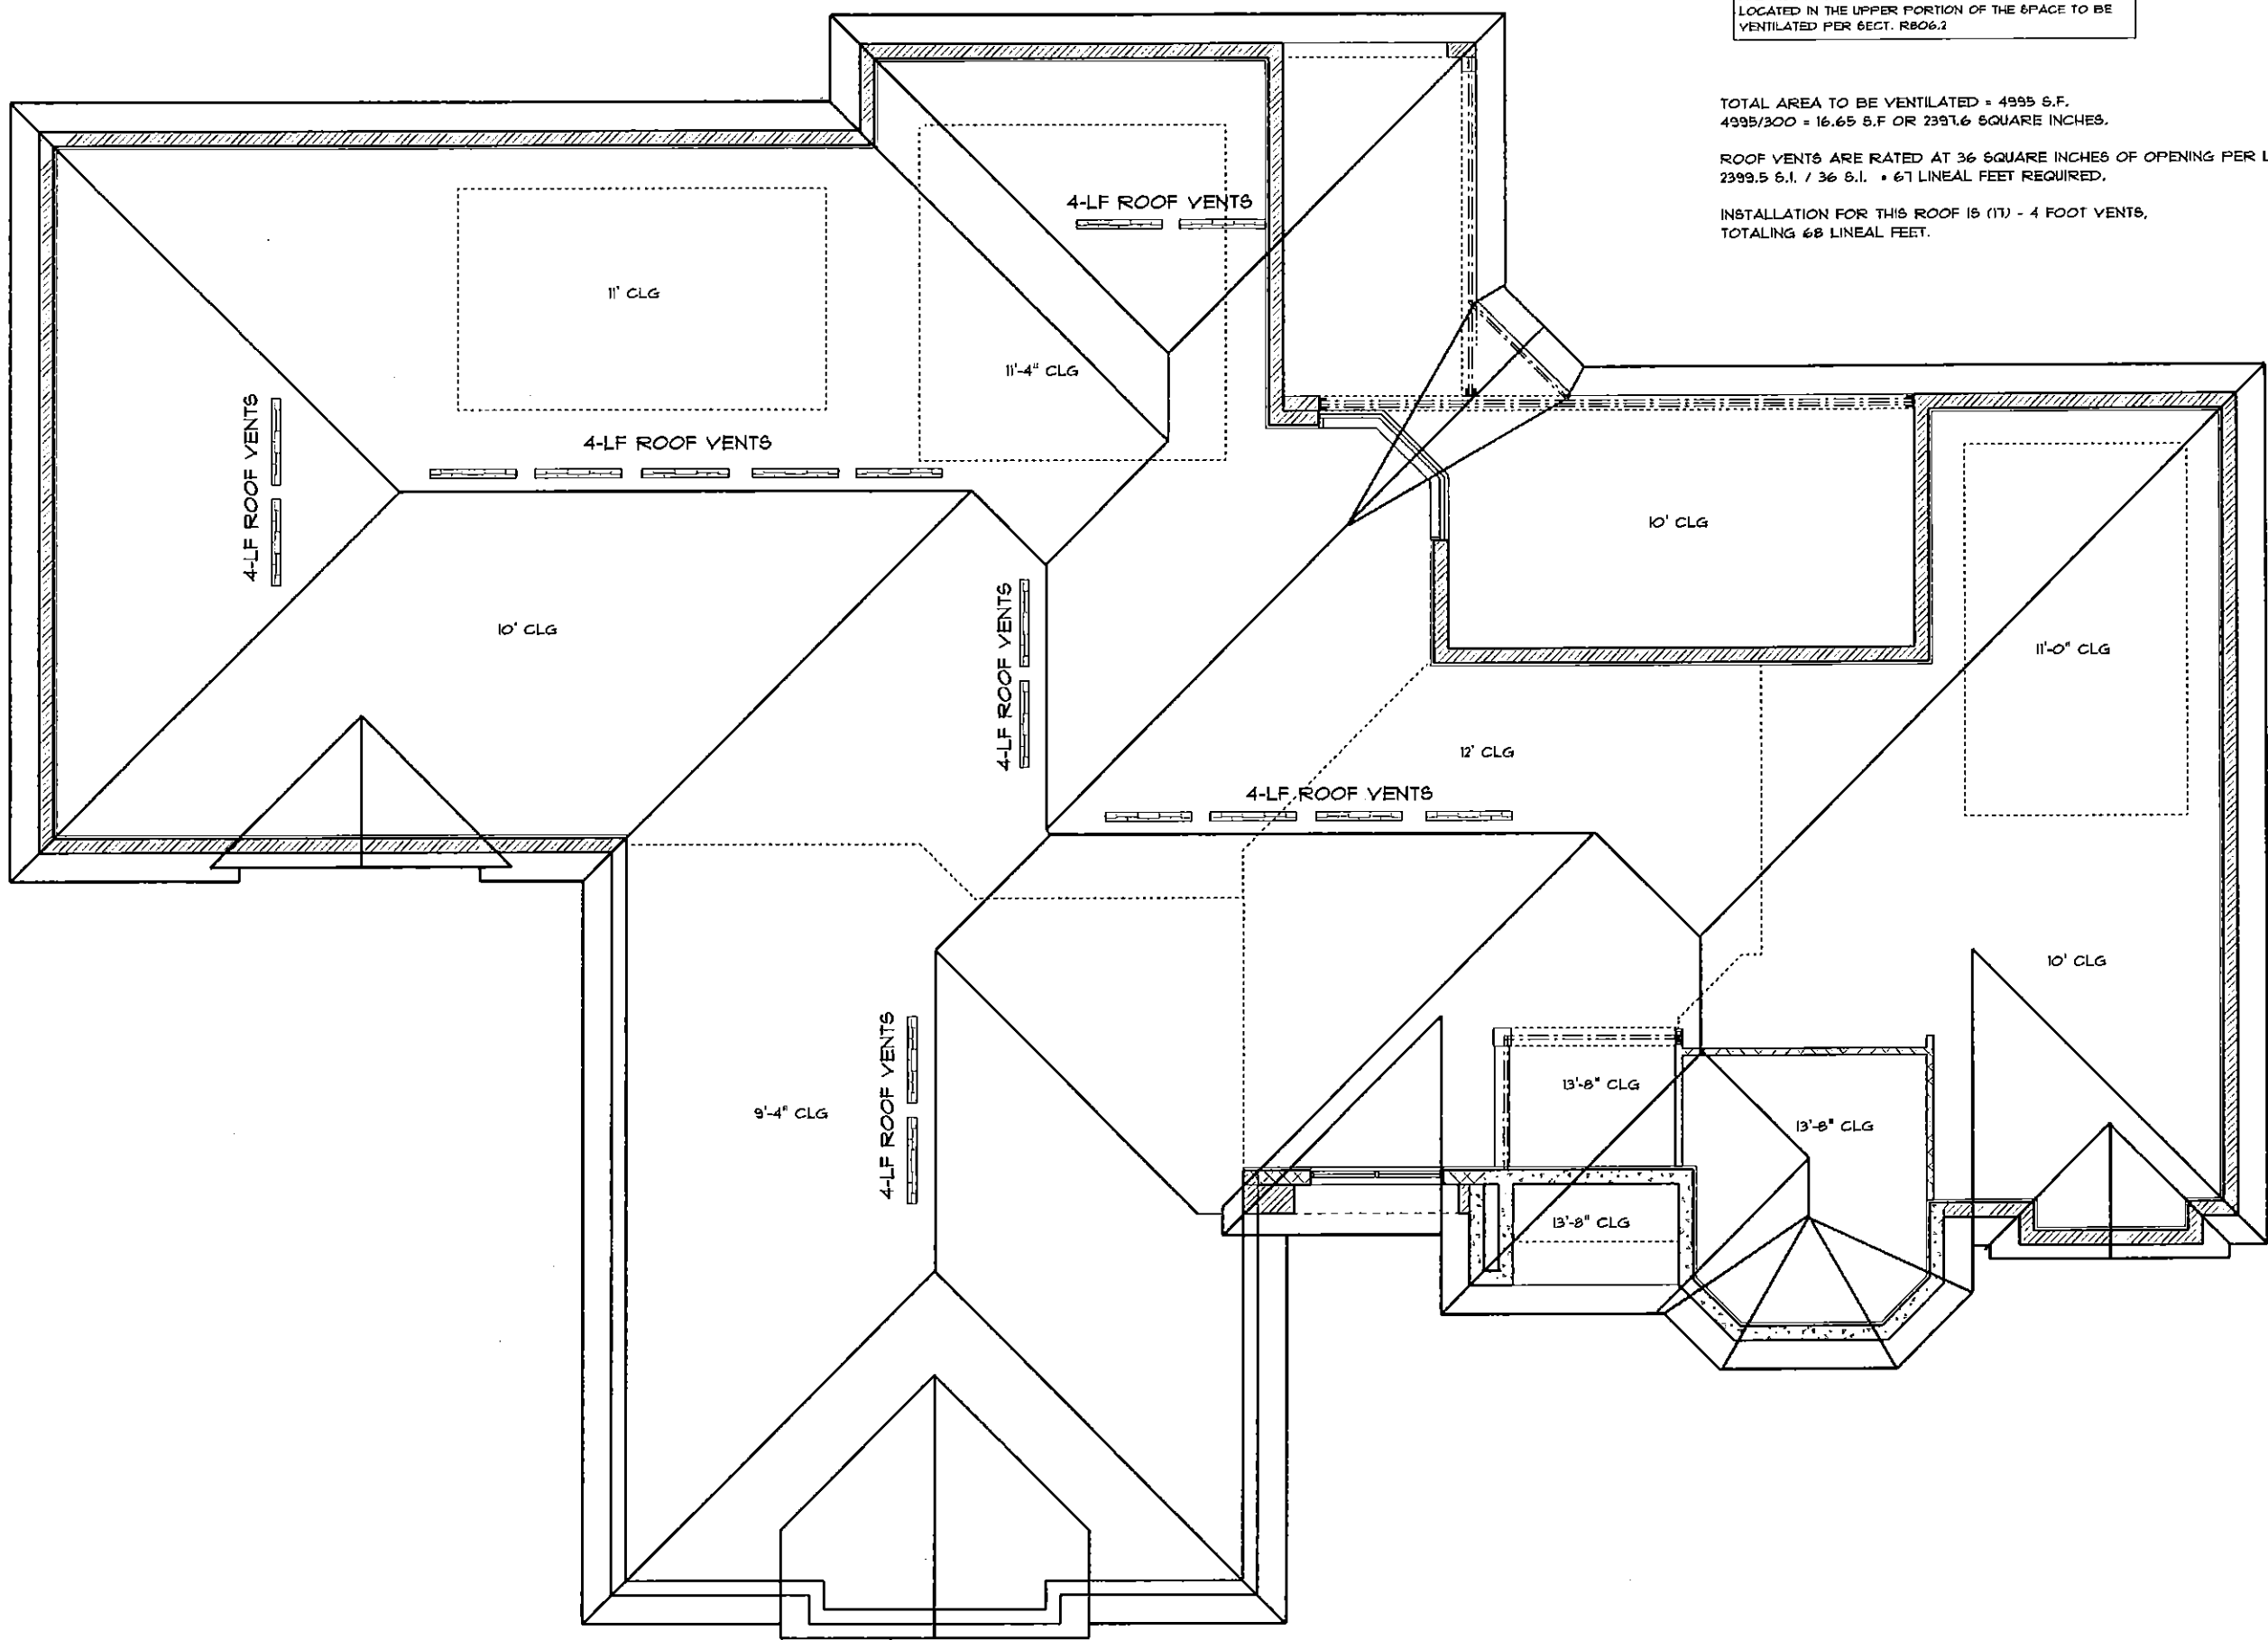 LOCATED IN THE UPPER PORTION OF THE SPACE TO BE
VENTILATED PER SECT. R806.2
TOTAL AREA TO BE VENTILATED = 4995 S.F.
4995/300 = 16.65 S.F OR 2397.6 SQUARE INCHES.
ROOF VENTS ARE RATED AT 36 SQUARE INCHES OF OPENING PER
2399.5 S.I. / 36 S.I. = 67 LINEAL FEET REQUIRED.
INSTALLATION FOR THIS ROOF IS (17) - 4 FOOT VENTS,
TOTALING 68 LINEAL FEET.
4-LF ROOF VENTS
11' CLG
11'-4" CLG
4-LF ROOF VENTS
4-LF ROOF VENTS
10' CLG
10' CLG
11'-0" CLG
4-LF ROOF VENTS
12' CLG
4-LF ROOF VENTS
10' CLG
4-LF ROOF VENTS
9'-4" CLG
13'-8" CLG
13'-8" CLG
13'-8" CLG